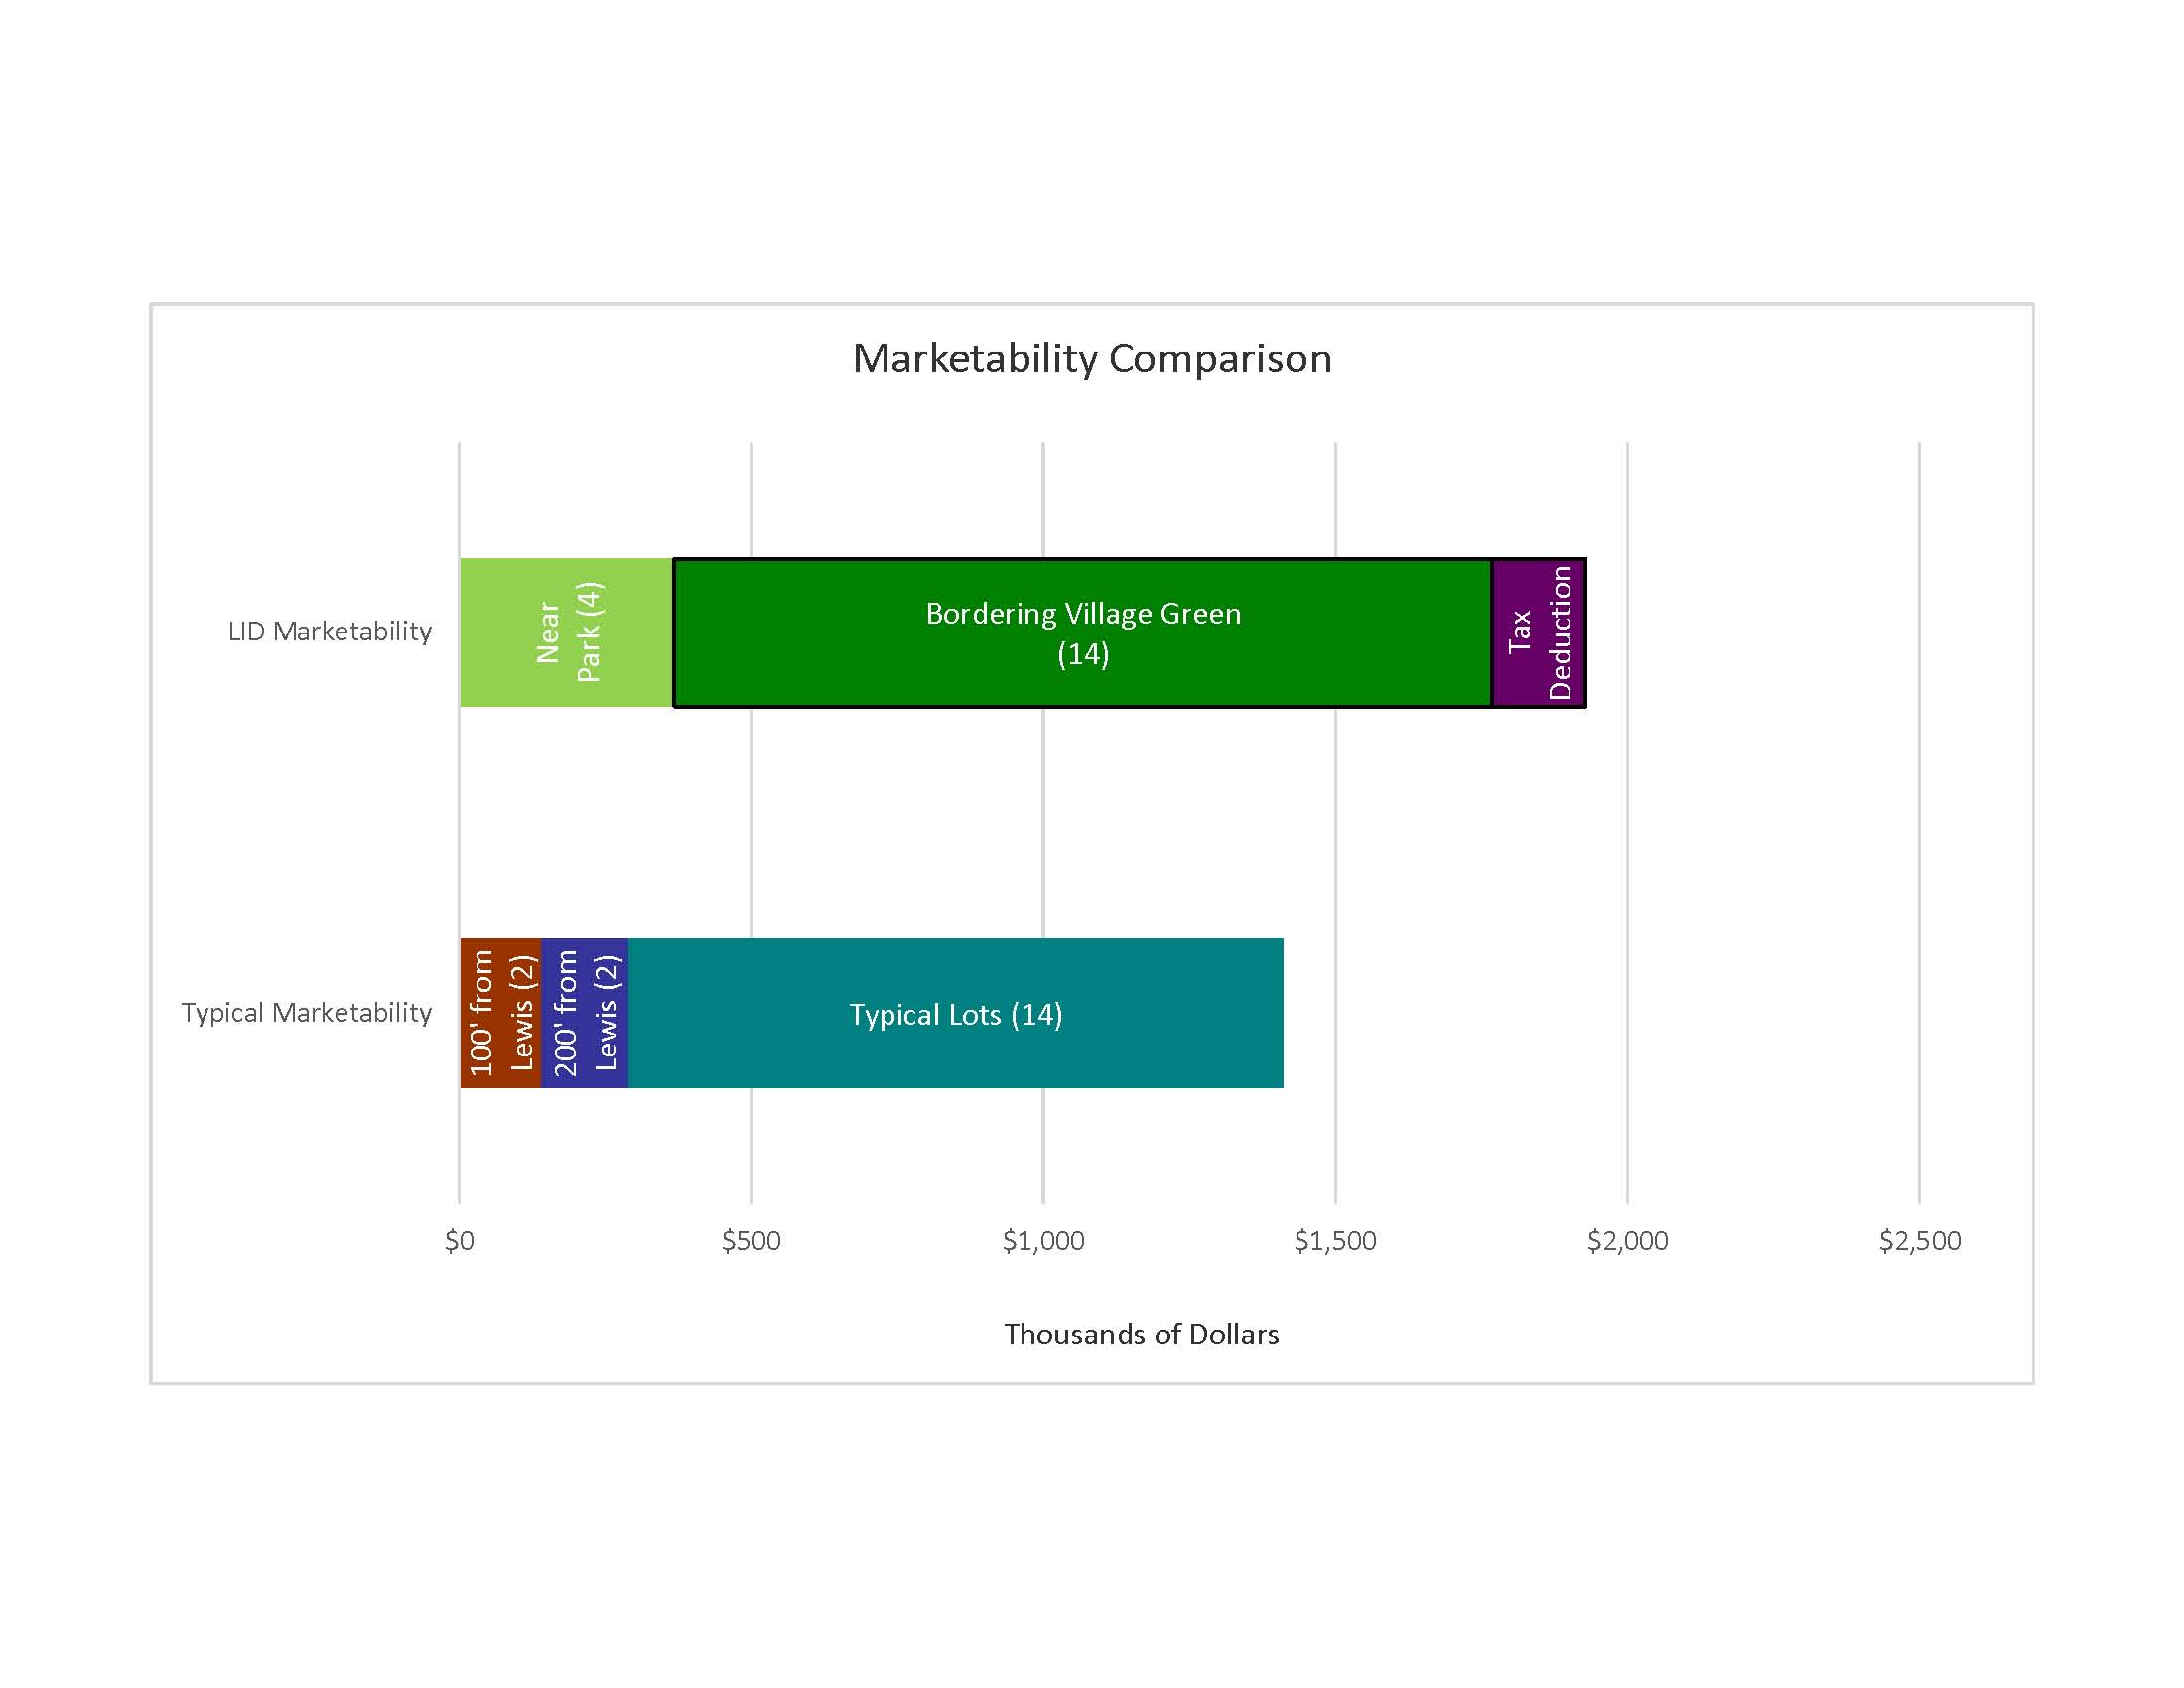 Marketability Comparison
LID Marketability
Near
Park (4)
Bordering Village Green
(14)
Tax
Deduction
Typical Marketability
100' from
Lewis (2)
200' from
Lewis (2)
Typical Lots (14)
$0
$500
$1,000
$1,500
$2,000
$2,500
Thousands of Dollars